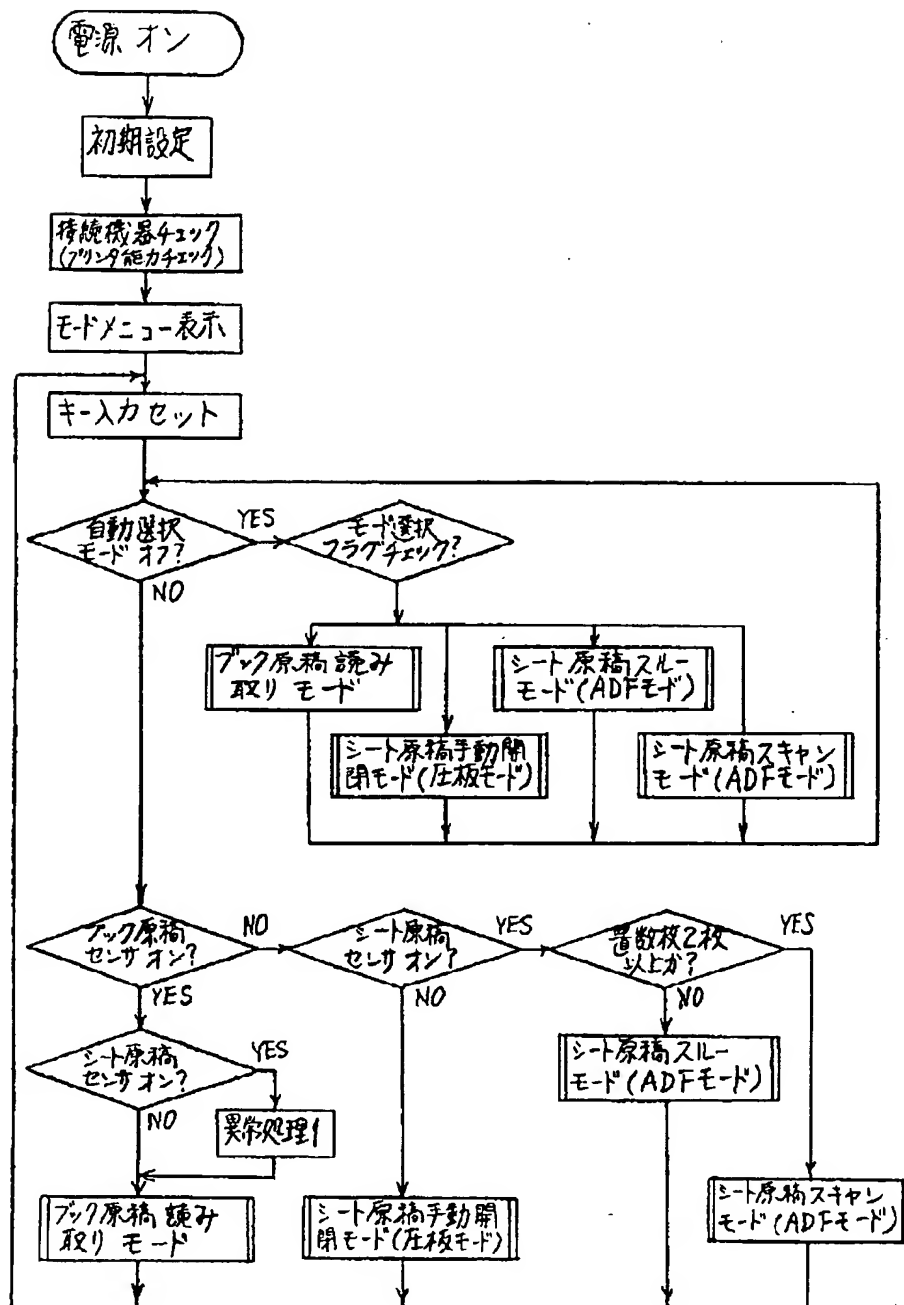 電源 オン
初期設定
接続機器チェック
(プリンタ能力チェック)
モードメニュー表示
キー入力セット
自動選択
モードオフ?
YES
NO
モード選択
フラグチェック?
ブック原稿 読み
取り モード
シート原稿スルー
モード(ADFモード)
シート原稿手動開
閉モード(圧板モード)
シート原稿スキャン
モード(ADFモード)
ブック原稿
センサオン?
NO
YES
シート原稿
センサオン?
YES
NO
置数枚2枚
以上か?
YES
NO
シート原稿
センサオン?
YES
NO
異常処理1
シート原稿スルー
モード(ADFモード)
ブック原稿 読み
取り モード
シート原稿手動開
閉モード(圧板モード)
シート原稿スキャン
モード(ADFモード)